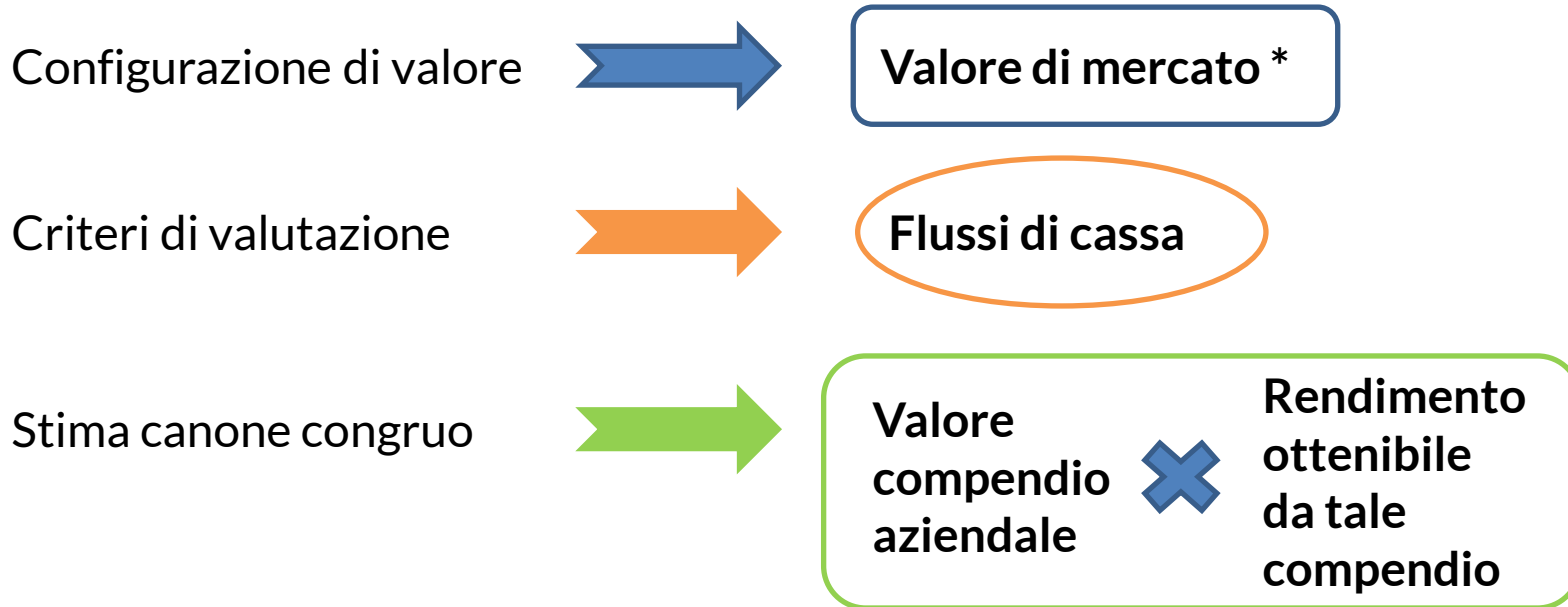 Configurazione di valore
Valore di mercato *
Criteri di valutazione
Flussi di cassa
Stima canone congruo
Valore
compendio
aziendale
Rendimento
ottenibile
da tale
compendio